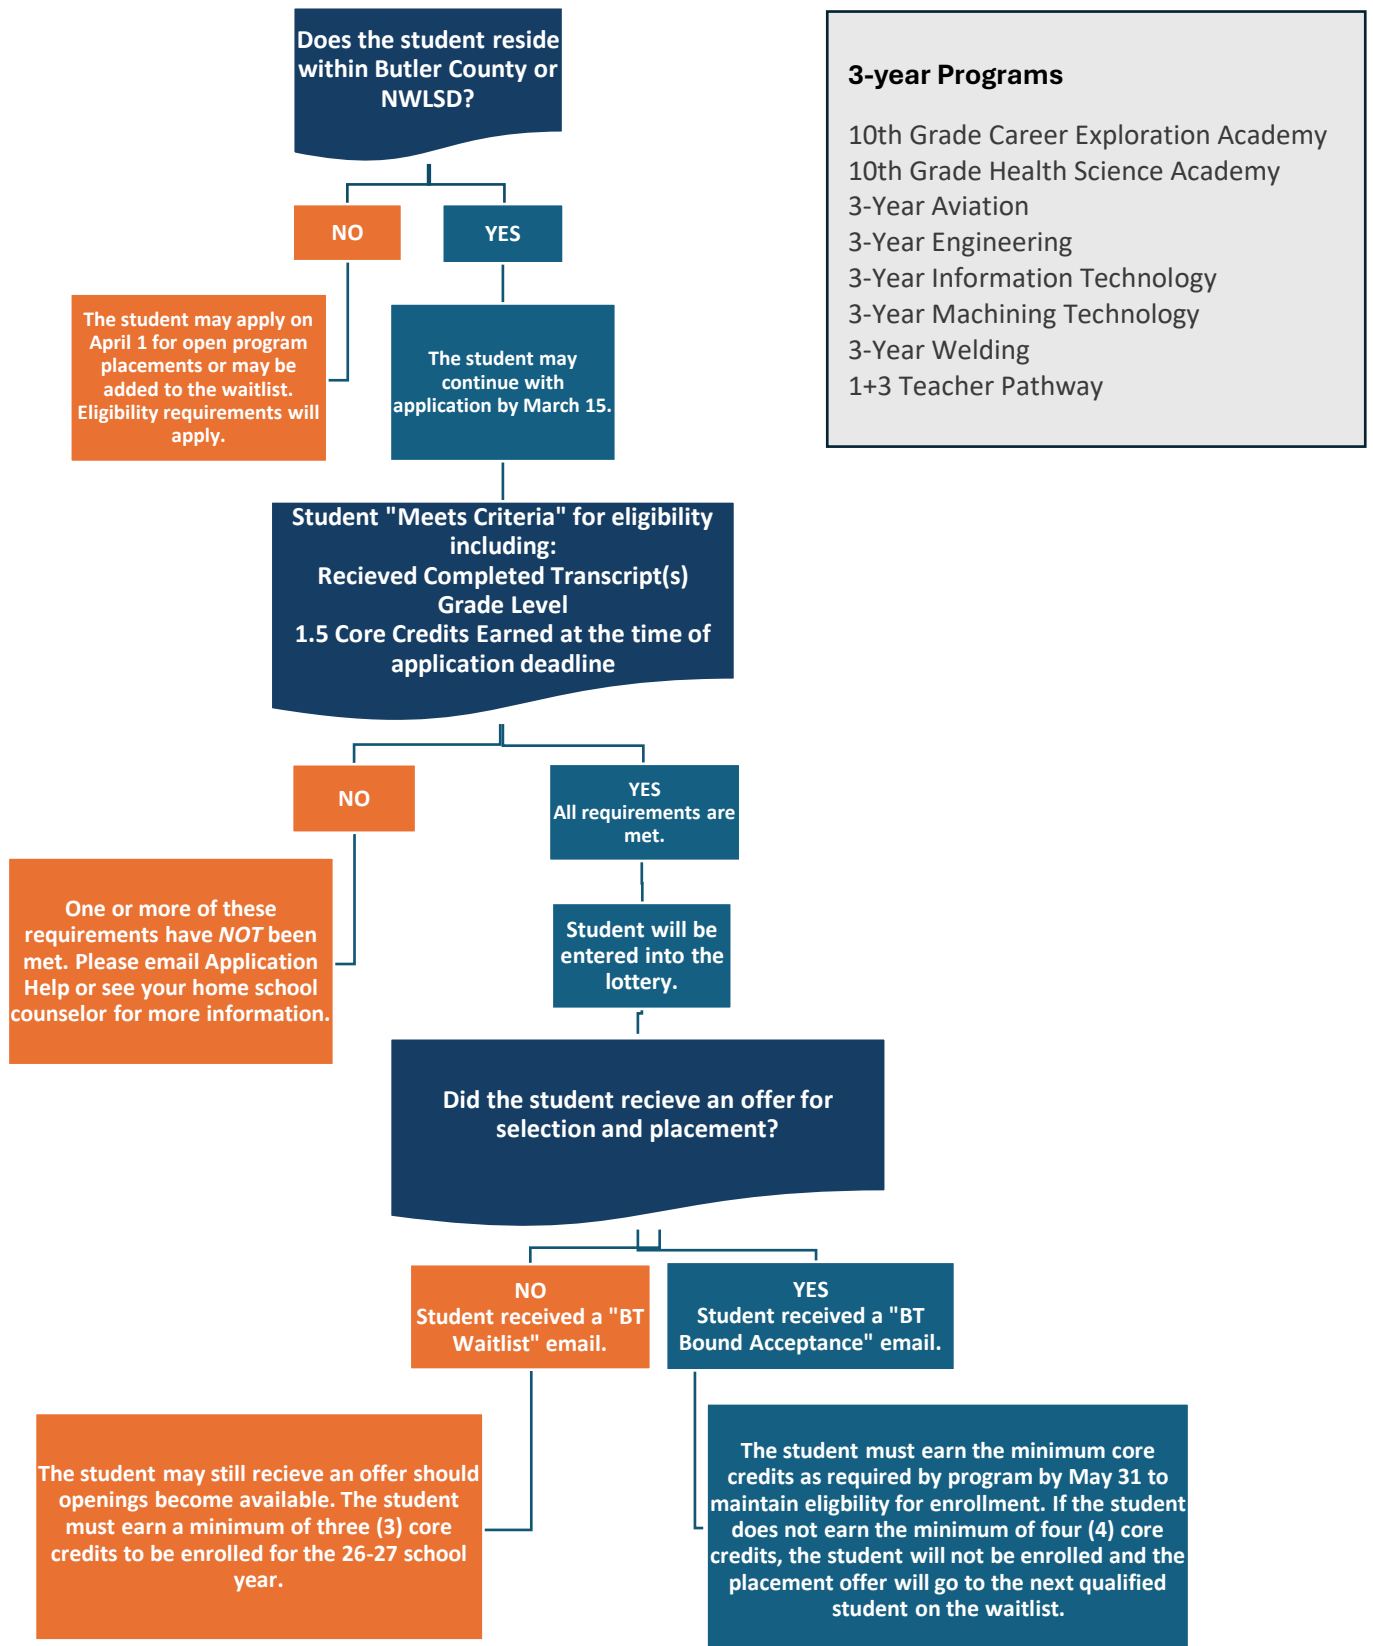 Does the student reside
within Butler County or
NWLSD?
3-year Programs
10th Grade Career Exploration Academy
10th Grade Health Science Academy
3-Year Aviation
3-Year Engineering
3-Year Information Technology
3-Year Machining Technology
3-Year Welding
1+3 Teacher Pathway
NO
YES
The student may apply on
April 1 for open program
placements or may be
added to the waitlist.
Eligibility requirements will
apply.
The student may
continue with
application by March 15.
Student "Meets Criteria" for eligibility
including:
Recieved Completed Transcript(s)
Grade Level
1.5 Core Credits Earned at the time of
application deadline
NO
YES
All requirements are
met.
One or more of these
requirements have NOT been
met. Please email Application
Help or see your home school
counselor for more information.
Student will be
entered into the
lottery.
Did the student recieve an offer for
selection and placement?
NO
Student received a "BT
Waitlist" email.
YES
Student received a "BT
Bound Acceptance" email.
The student may still recieve an offer should
openings become available. The student
must earn a minimum of three (3) core
credits to be enrolled for the 26-27 school
year.
The student must earn the minimum core
credits as required by program by May 31 to
maintain eligbility for enrollment. If the student
does not earn the minimum of four (4) core
credits, the student will not be enrolled and the
placement offer will go to the next qualified
student on the waitlist.